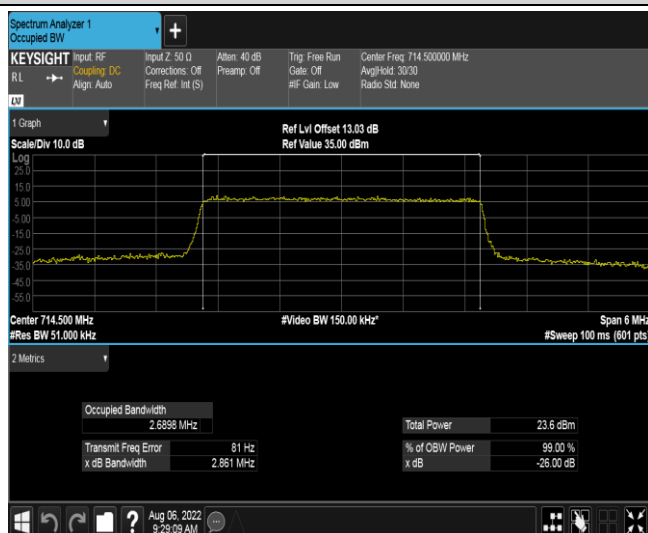 Spectrum Analyzer 1
Occupied BW
+
KEYSIGHT
R L
LXI
Input: RF
Coupling: DC
Align: Auto
Input Z: 50 Ω
Corrections: Off
Freq Ref: Int (S)
Atten: 40 dB
Preamp: Off
Trig: Free Run
Gate: Off
#IF Gain: Low
Center Freq: 714.500000 MHz
Avg|Hold: 30/30
Radio Std: None
1 Graph
Scale/Div 10.0 dB
Ref Lvl Offset 13.03 dB
Ref Value 35.00 dBm
Log
25.0
15.0
5.00
-5.00
-15.0
-25.0
-35.0
-45.0
-55.0
Center 714.500 MHz
#Res BW 51.000 kHz
#Video BW 150.00 kHz*
Span 6 MHz
#Sweep 100 ms (601 pts)
2 Metrics
Occupied Bandwidth
2.6898 MHz
Total Power 23.6 dBm
Transmit Freq Error 81 Hz
% of OBW Power 99.00 %
x dB Bandwidth 2.861 MHz
x dB -26.00 dB
?
Aug 06, 2022
9:29:09 AM